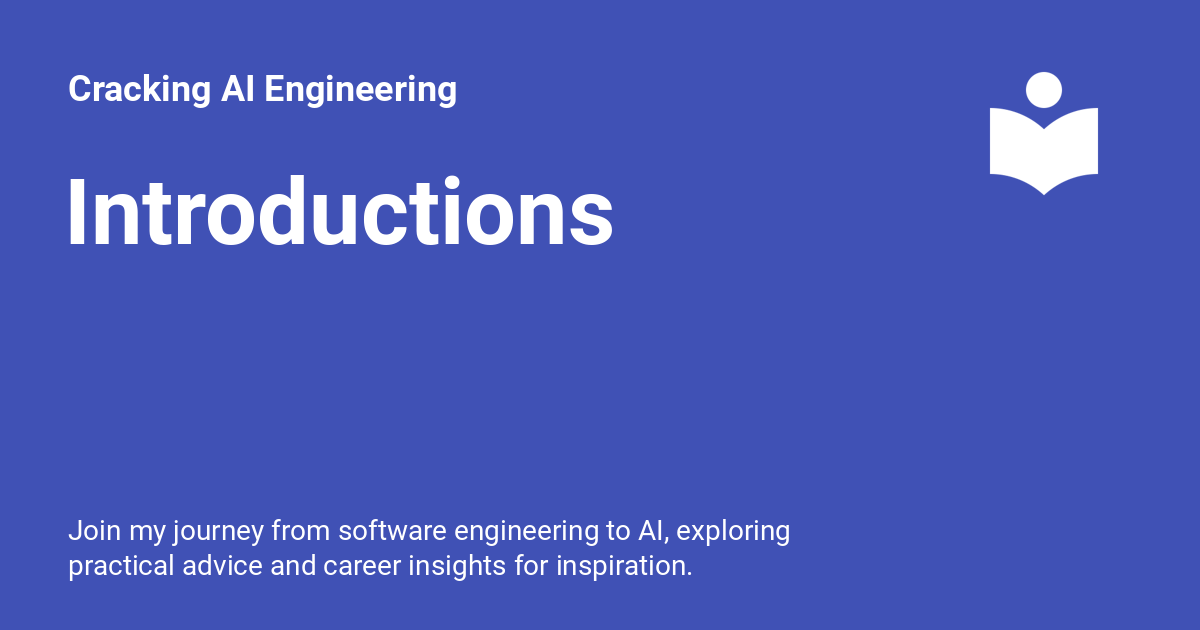 Cracking AI Engineering
Introductions
Join my journey from software engineering to AI, exploring
practical advice and career insights for inspiration.